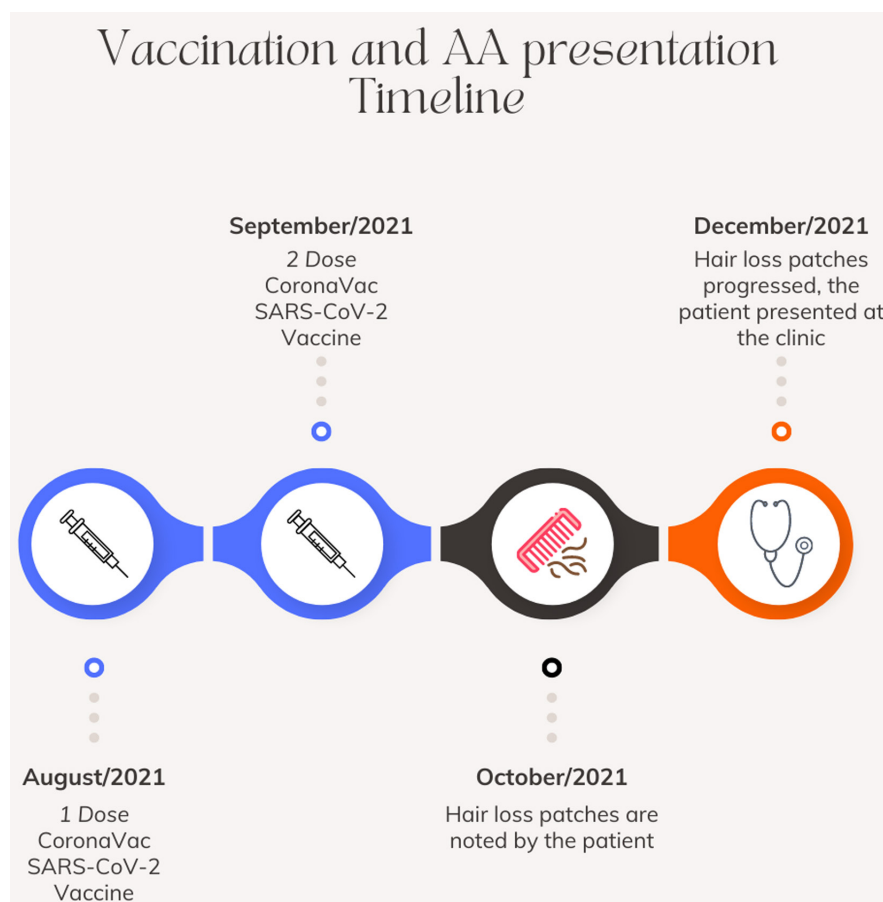 Vaccination and AA presentation
Timeline
September/2021
2 Dose
CoronaVac
SARS-CoV-2
Vaccine
December/2021
Hair loss patches
progressed, the
patient presented at
the clinic
August/2021
1 Dose
CoronaVac
SARS-CoV-2
Vaccine
October/2021
Hair loss patches are
noted by the patient